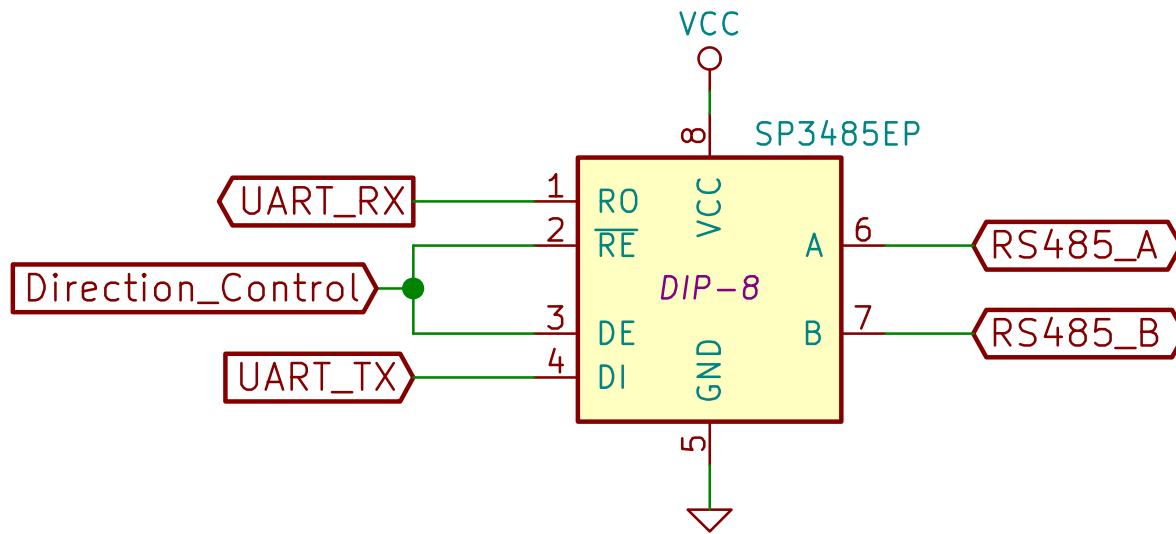 VCC
8
SP3485EP
UART_RX
1
RO
VCC
2
RE
A
6
RS485_A
Direction_Control
DIP-8
3
DE
B
7
RS485_B
UART_TX
4
DI
GND
5